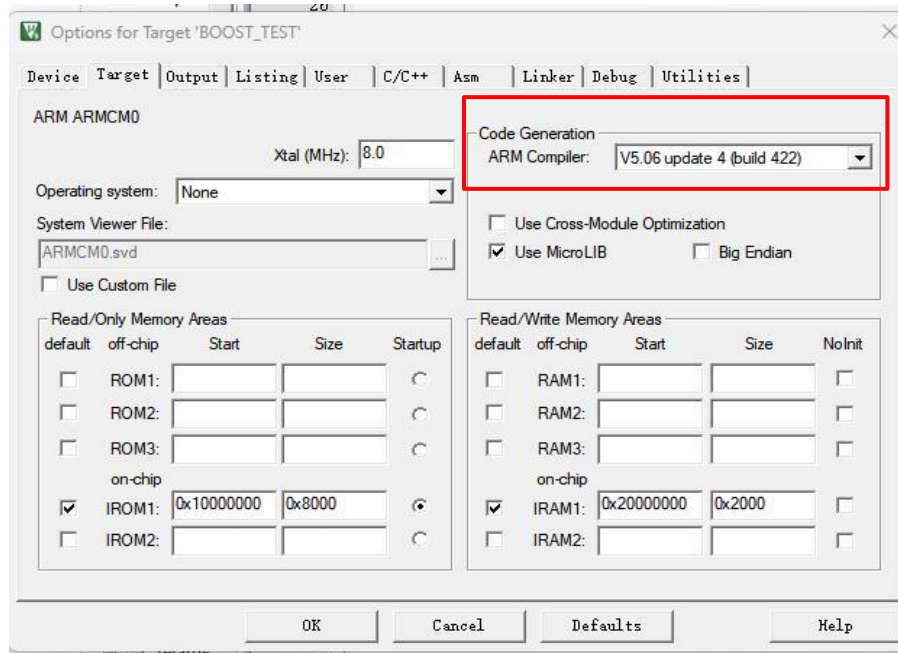 26
Options for Target 'BOOST_TEST'
Device Target Output Listing User C/C++ Asm Linker Debug Utilities
ARM ARMCM0
Xtal (MHz): 8.0
Operating system: None
System Viewer File:
ARMCM0.svd ...
Use Custom File
Code Generation
ARM Compiler: V5.06 update 4 (build 422)
Use Cross-Module Optimization
Use MicroLIB Big Endian
Read/Only Memory Areas
default off-chip Start Size Startup
ROM1:
ROM2:
ROM3:
on-chip
IROM1: 0x10000000 0x8000
IROM2:
Read/Write Memory Areas
default off-chip Start Size NoInit
RAM1:
RAM2:
RAM3:
on-chip
IRAM1: 0x20000000 0x2000
IRAM2:
OK Cancel Defaults Help